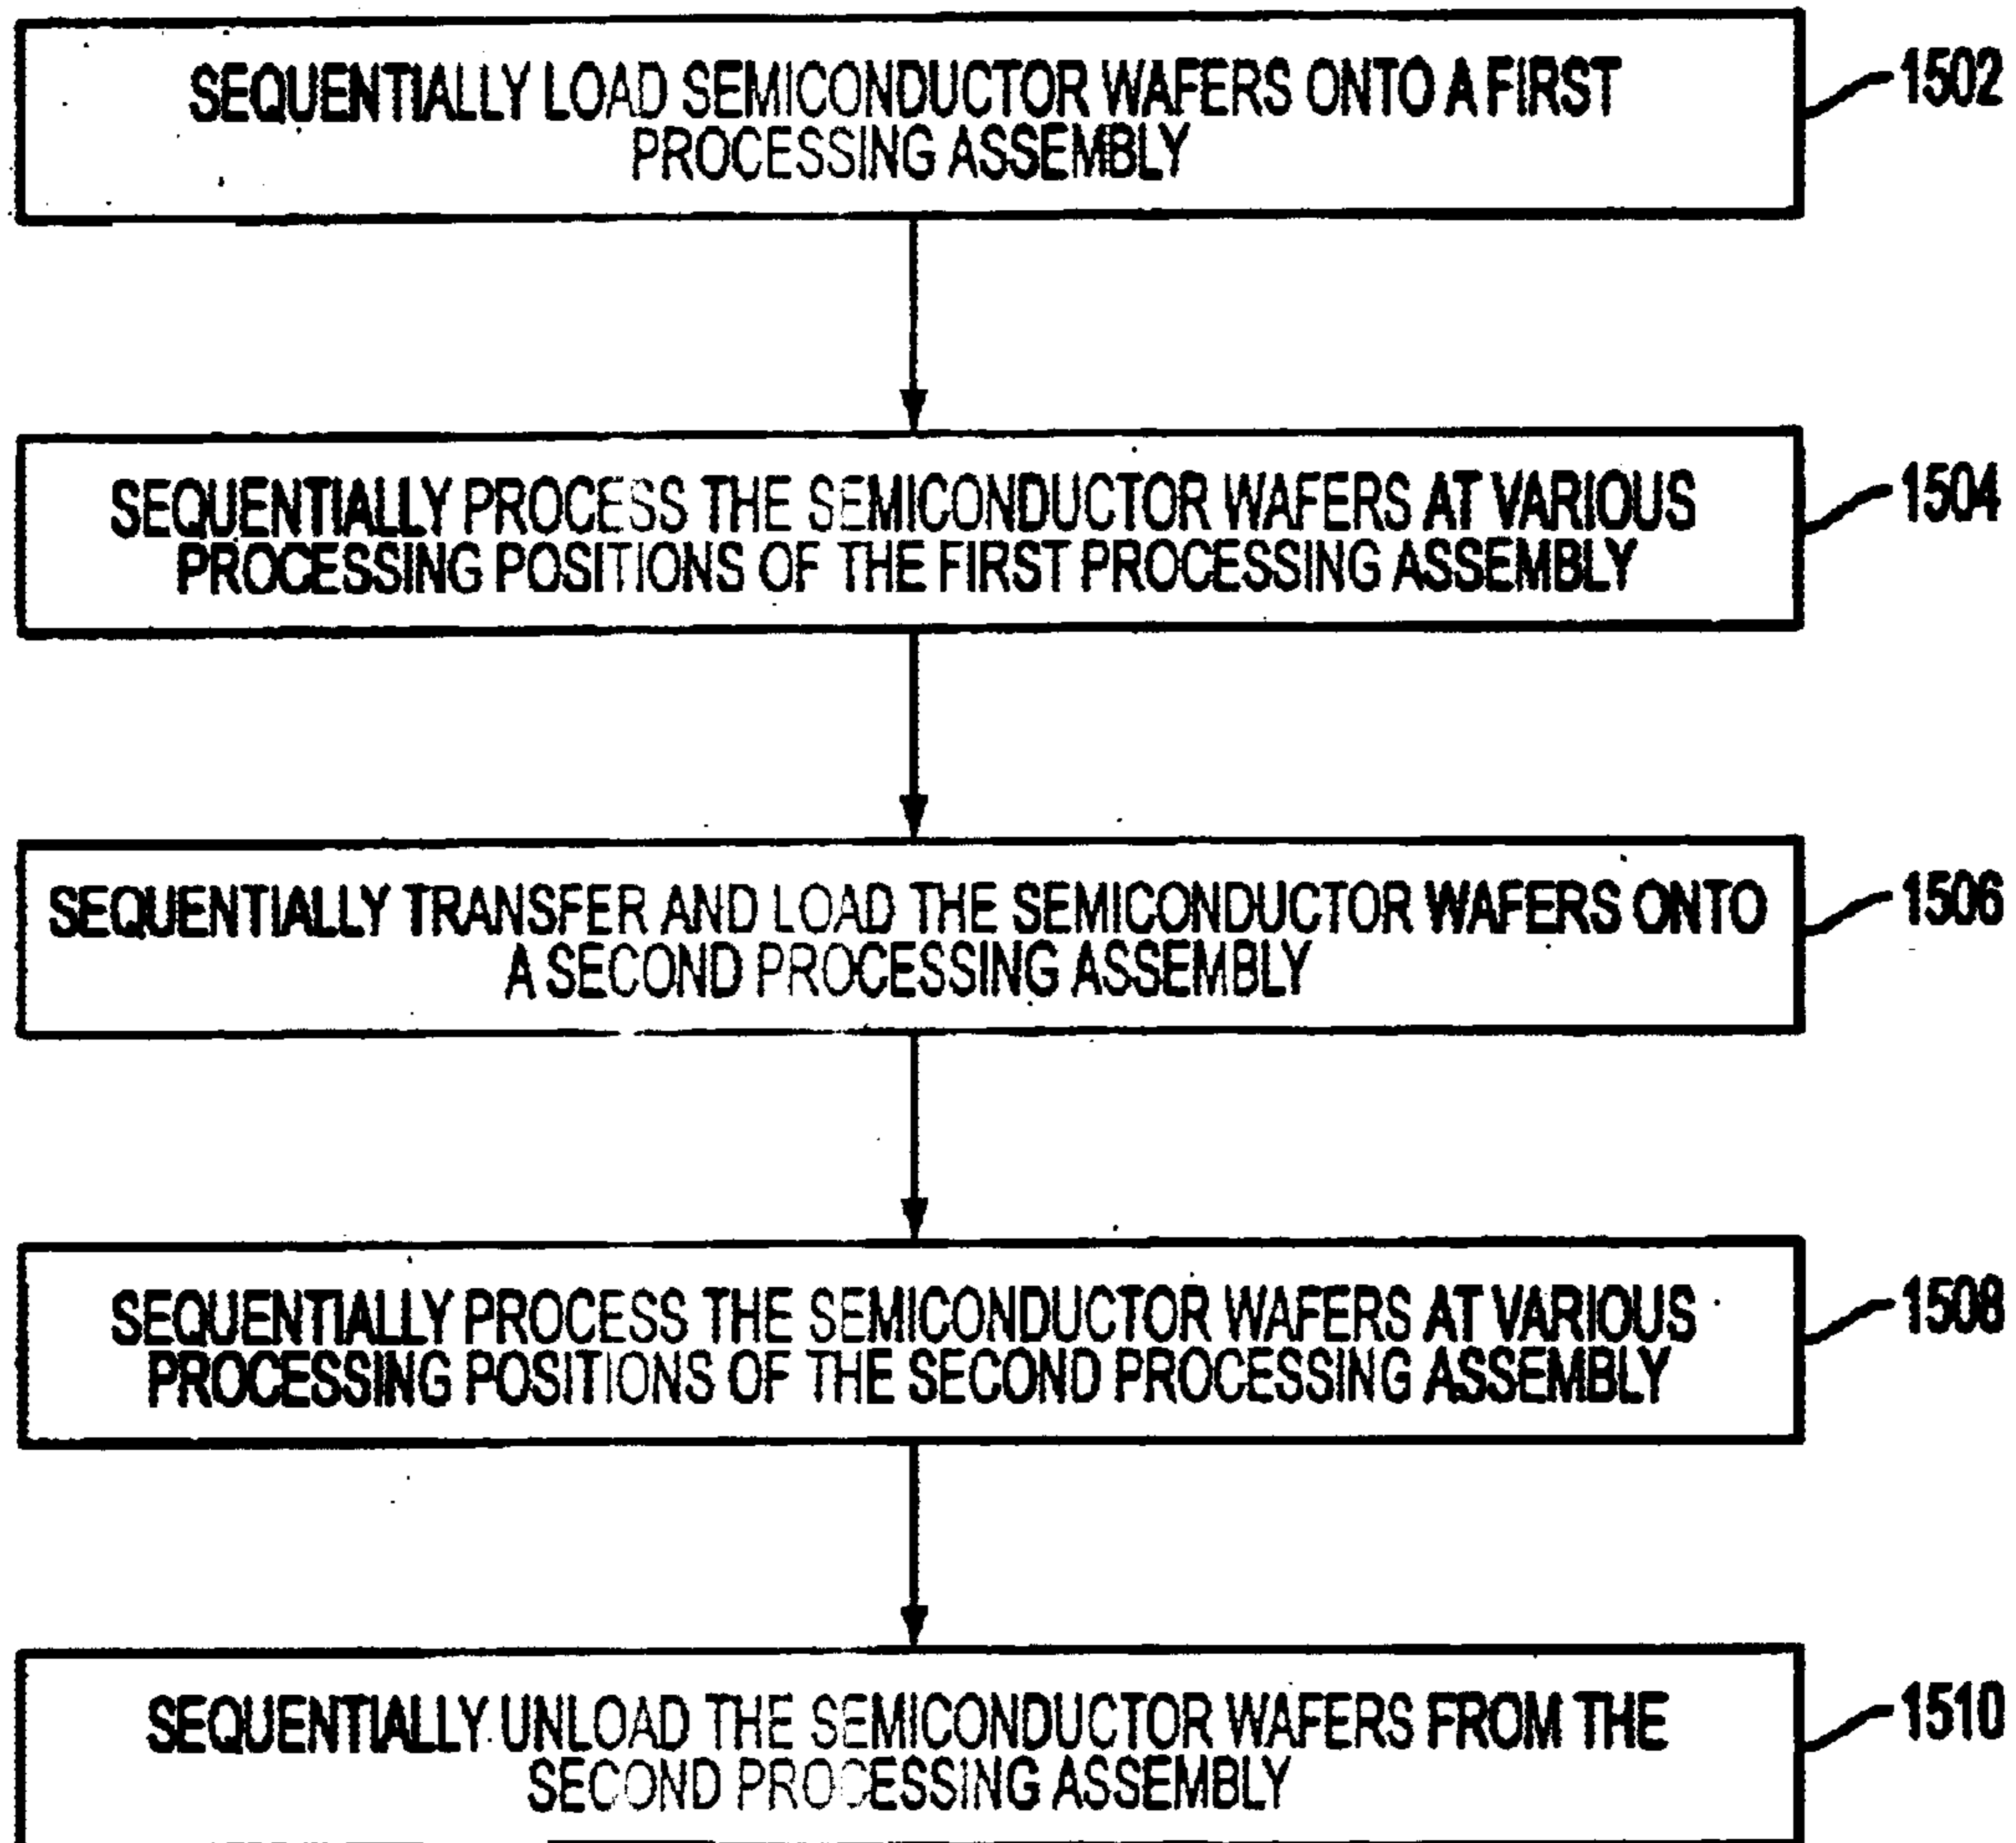 SEQUENTIALLY LOAD SEMICONDUCTOR WAFERS ONTO A FIRST
PROCESSING ASSEMBLY
1502
SEQUENTIALLY PROCESS THE SEMICONDUCTOR WAFERS AT VARIOUS
PROCESSING POSITIONS OF THE FIRST PROCESSING ASSEMBLY
1504
SEQUENTIALLY TRANSFER AND LOAD THE SEMICONDUCTOR WAFERS ONTO
A SECOND PROCESSING ASSEMBLY
1506
SEQUENTIALLY PROCESS THE SEMICONDUCTOR WAFERS AT VARIOUS
PROCESSING POSITIONS OF THE SECOND PROCESSING ASSEMBLY
1508
SEQUENTIALLY UNLOAD THE SEMICONDUCTOR WAFERS FROM THE
SECOND PROCESSING ASSEMBLY
1510